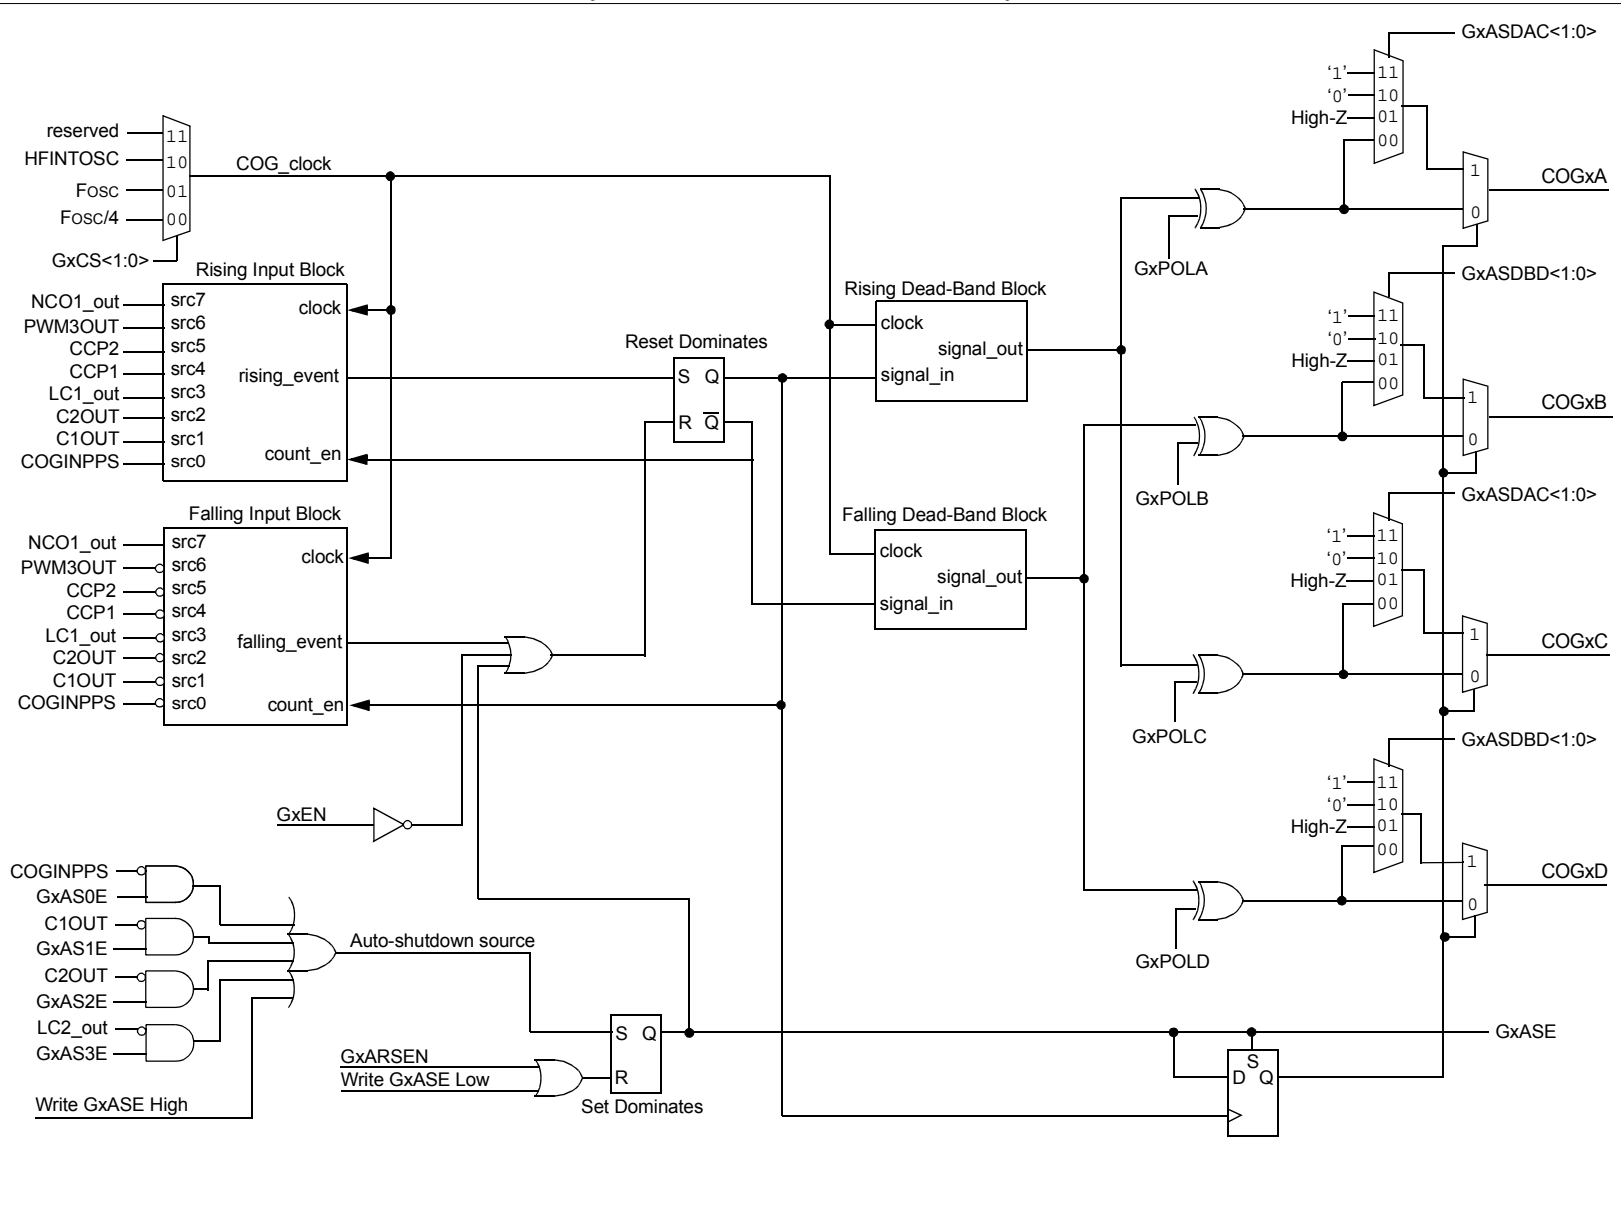 GxASDAC<1:0>
'1' 11
'0' 10
High-Z 01
00
1
0
COGxA
GxPOLA
reserved 11
HFINTOSC 10
FOSC 01
FOSC/4 00
GxCS<1:0>
COG_clock
Rising Input Block
NCO1_out src7
PWM3OUT src6
CCP2 src5
CCP1 src4
LC1_out src3
C2OUT src2
C1OUT src1
COGINPPS src0
clock
rising_event
count_en
Reset Dominates
S Q
R Q
Rising Dead-Band Block
clock
signal_out
signal_in
GxASDBD<1:0>
'1' 11
'0' 10
High-Z 01
00
1
0
COGxB
GxPOLB
Falling Input Block
NCO1_out src7
PWM3OUT src6
CCP2 src5
CCP1 src4
LC1_out src3
C2OUT src2
C1OUT src1
COGINPPS src0
clock
falling_event
count_en
Falling Dead-Band Block
clock
signal_out
signal_in
GxASDAC<1:0>
'1' 11
'0' 10
High-Z 01
00
1
0
COGxC
GxPOLC
GxASDBD<1:0>
'1' 11
'0' 10
High-Z 01
00
1
0
COGxD
GxPOLD
GxEN
COGINPPS
GxAS0E
C1OUT
GxAS1E
C2OUT
GxAS2E
LC2_out
GxAS3E
Write GxASE High
Auto-shutdown source
GxARSEN
Write GxASE Low
S Q
R
Set Dominates
S
D Q
GxASE